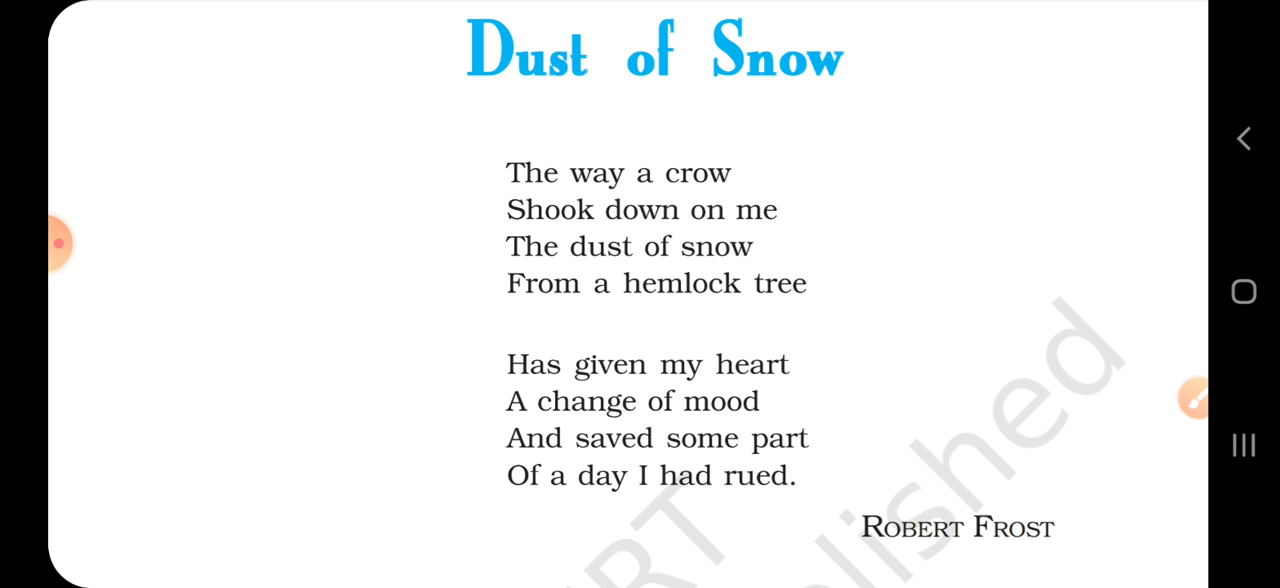 Dust of Snow
The way a crow
Shook down on me
The dust of snow
From a hemlock tree
Has given my heart
A change of mood
And saved some part
Of a day I had rued.
ROBERT FROST